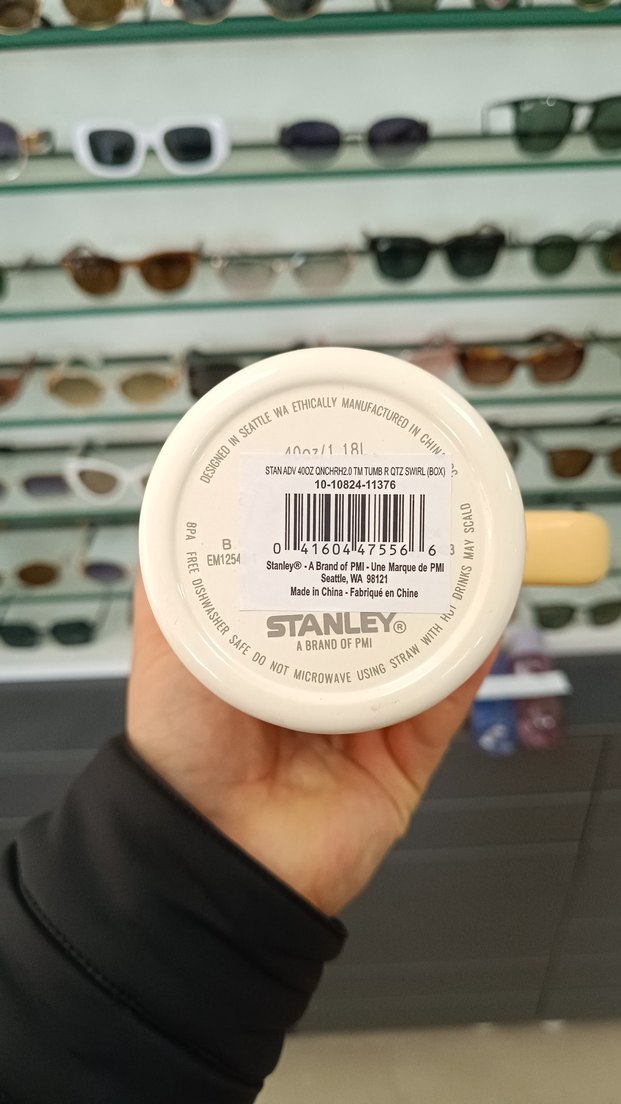 DESIGNED IN SEATTLE WA ETHICALLY MANUFACTURED IN CHINA
40oz/1.18L
STAN ADV 40OZ QNCHRH2.0 TM TUMB R QTZ SWIRL (BOX)
10-10824-11376
0 41604 47556 6
B
EM1254
3
Stanley® - A Brand of PMI - Une Marque de PMI
Seattle, WA 98121
Made in China - Fabriqué en Chine
STANLEY®
A BRAND OF PMI
BPA FREE DISHWASHER SAFE DO NOT MICROWAVE USING STRAW WITH HOT DRINKS MAY SCALD